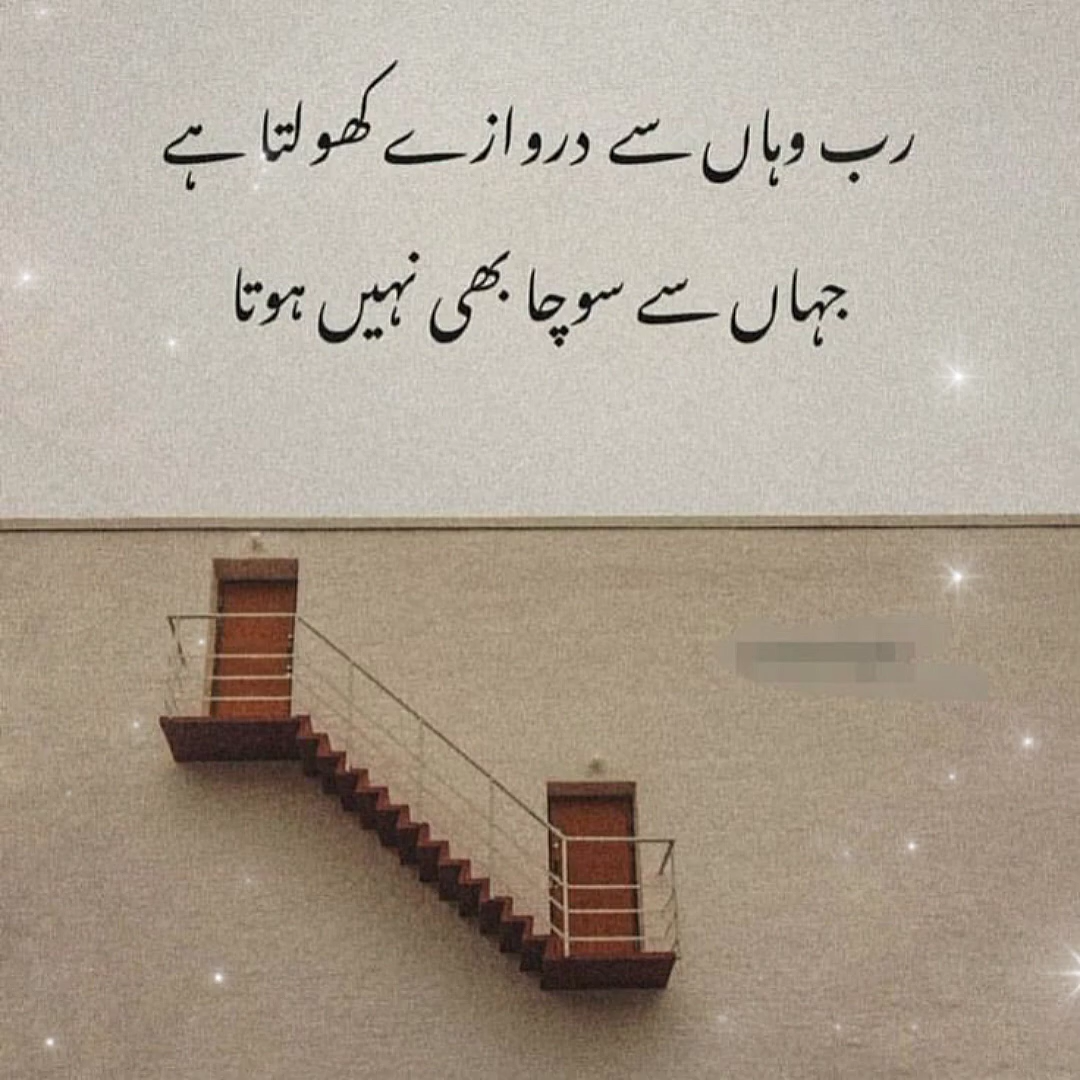 رب وہاں سے دروازے کھولتا ہے
جہاں سے سوچا بھی نہیں ہوتا